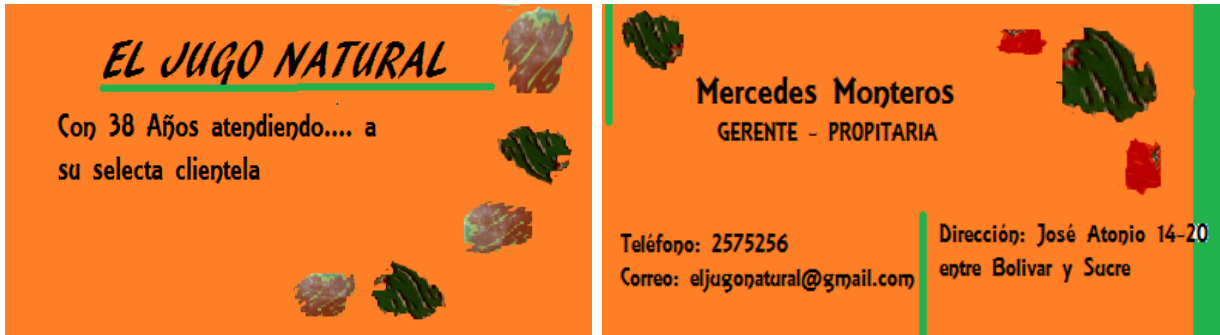 EL JUGO NATURAL
Con 38 Años atendiendo.... a
su selecta clientela
Mercedes Monteros
GERENTE - PROPITARIA
Teléfono: 2575256
Correo: eljugonatural@gmail.com
Dirección: José Atonio 14-20
entre Bolivar y Sucre